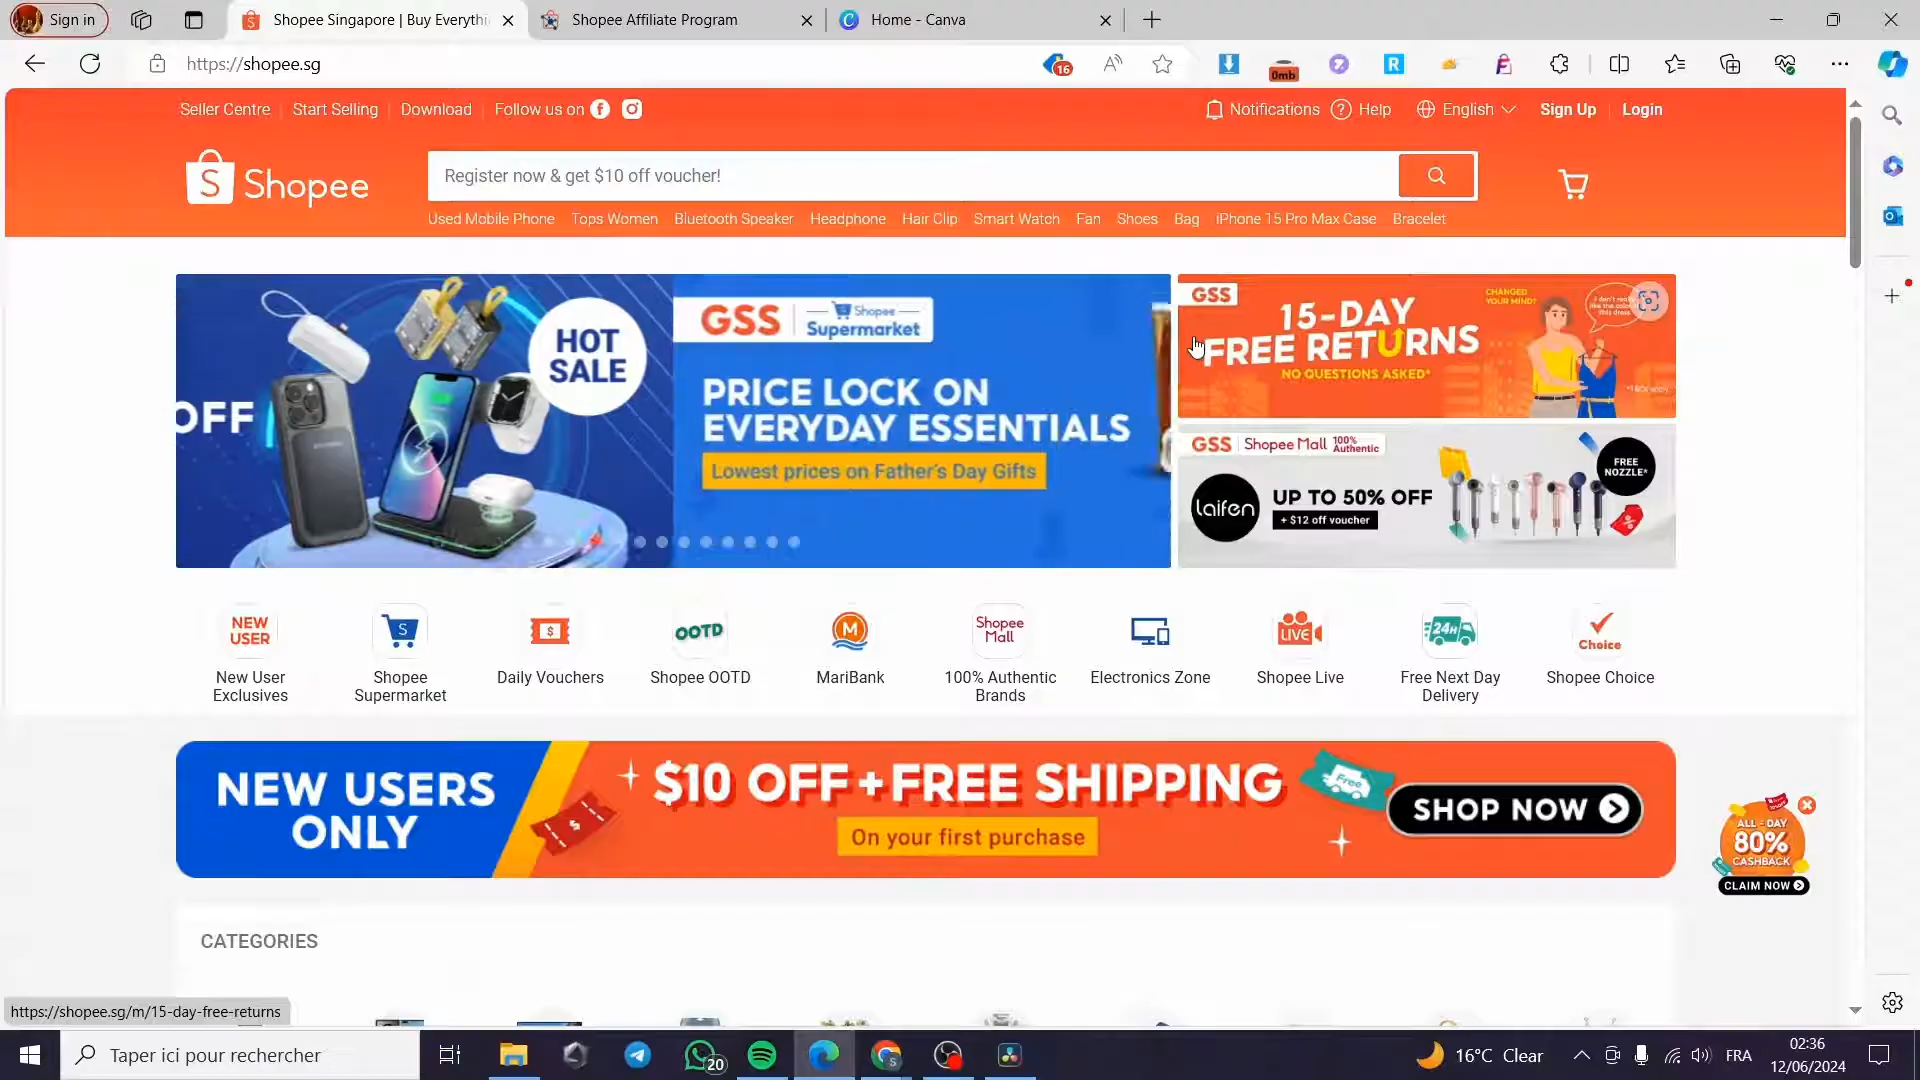 Sign in
Shopee Singapore | Buy Everythi
Shopee Affiliate Program
Home - Canva
https://shopee.sg
16
0mb
Seller Centre
Start Selling
Download
Follow us on
Notifications
Help
English
Sign Up
Login
Shopee
Register now & get $10 off voucher!
Used Mobile Phone
Tops Women
Bluetooth Speaker
Headphone
Hair Clip
Smart Watch
Fan
Shoes
Bag
iPhone 15 Pro Max Case
Bracelet
OFF
HOT
SALE
GSS
Shopee
Supermarket
PRICE LOCK ON
EVERYDAY ESSENTIALS
Lowest prices on Father's Day Gifts
GSS
15-DAY
FREE RETURNS
NO QUESTIONS ASKED*
CHANGED
YOUR MIND?
GSS
Shopee Mall
100%
Authentic
laifen
UP TO 50% OFF
+ $12 off voucher
FREE
NOZZLE*
NEW
USER
OOTD
Shopee
Mall
LIVE
24H
Choice
New User
Exclusives
Shopee
Supermarket
Daily Vouchers
Shopee OOTD
MariBank
100% Authentic
Brands
Electronics Zone
Shopee Live
Free Next Day
Delivery
Shopee Choice
NEW USERS
ONLY
$10 OFF+FREE SHIPPING
On your first purchase
Free
SHOP NOW
ALL - DAY
80%
CASHBACK
CLAIM NOW
CATEGORIES
https://shopee.sg/m/15-day-free-returns
Taper ici pour rechercher
20
16°C Clear
FRA
02:36
12/06/2024